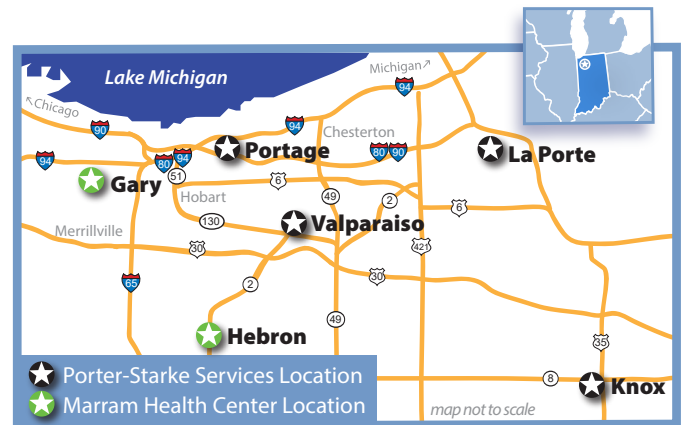 Lake Michigan
Michigan
Chicago
94
90
94
Chesterton
Portage
80 90
La Porte
80 94
94
51
Gary
6
Hobart
49
2
6
130
Valparaiso
Merrillville
30
421
30
65
2
49
Hebron
35
Porter-Starke Services Location
8
Knox
Marram Health Center Location
map not to scale